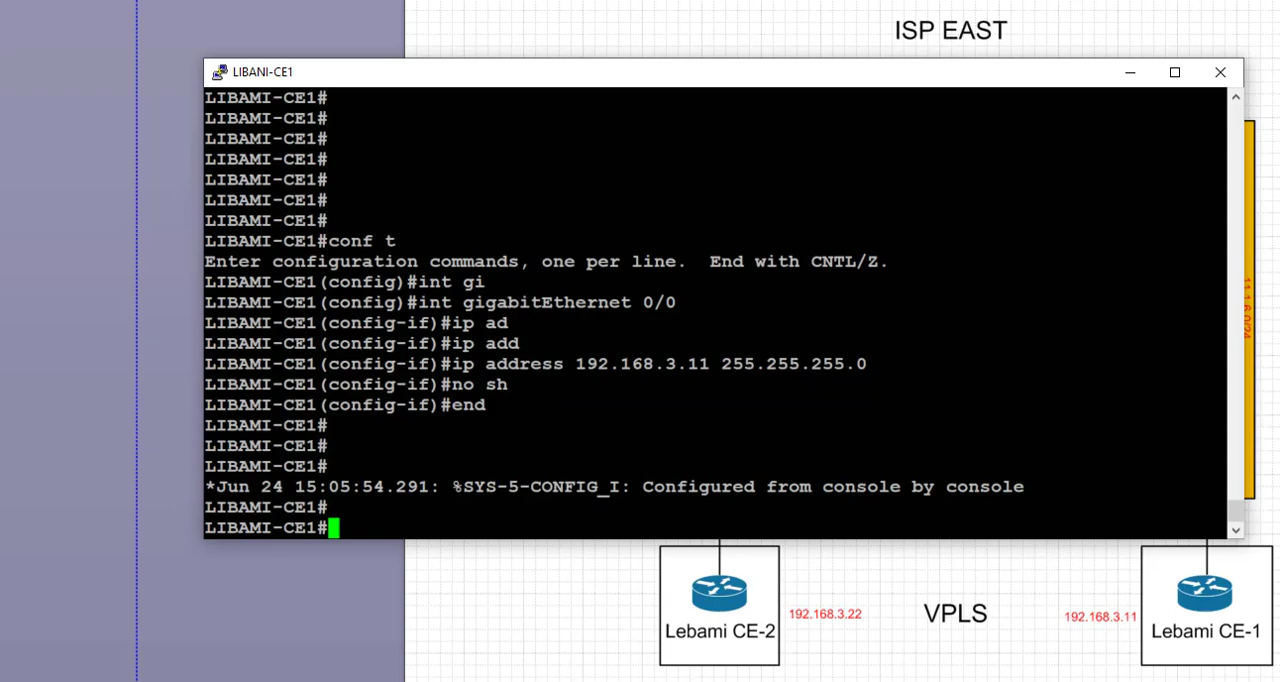 ISP EAST
LIBANI-CE1
LIBAMI-CE1#
LIBAMI-CE1#
LIBAMI-CE1#
LIBAMI-CE1#
LIBAMI-CE1#
LIBAMI-CE1#
LIBAMI-CE1#
LIBAMI-CE1#conf t
Enter configuration commands, one per line.  End with CNTL/Z.
LIBAMI-CE1(config)#int gi
LIBAMI-CE1(config)#int gigabitEthernet 0/0
LIBAMI-CE1(config-if)#ip ad
LIBAMI-CE1(config-if)#ip add
LIBAMI-CE1(config-if)#ip address 192.168.3.11 255.255.255.0
LIBAMI-CE1(config-if)#no sh
LIBAMI-CE1(config-if)#end
LIBAMI-CE1#
LIBAMI-CE1#
LIBAMI-CE1#
*Jun 24 15:05:54.291: %SYS-5-CONFIG_I: Configured from console by console
LIBAMI-CE1#
LIBAMI-CE1#
192.168.3.22
VPLS
192.168.3.11
Lebami CE-2
Lebami CE-1